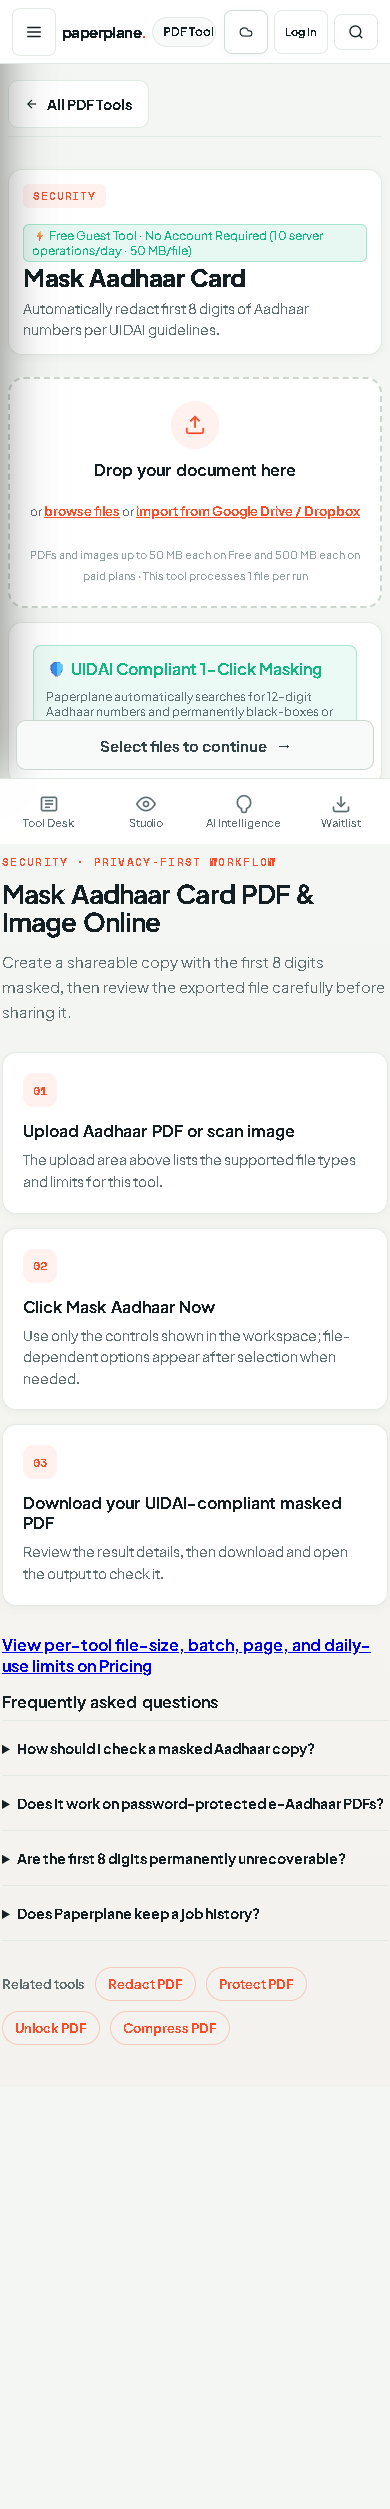 paperplane.
PDF Tool
Log In
All PDF Tools
SECURITY
Free Guest Tool · No Account Required (10 server
operations/day · 50 MB/file)
Mask Aadhaar Card
Automatically redact first 8 digits of Aadhaar
numbers per UIDAI guidelines.
Drop your document here
or browse files or import from Google Drive / Dropbox
PDFs and images up to 50 MB each on Free and 500 MB each on
paid plans · This tool processes 1 file per run
UIDAI Compliant 1-Click Masking
Paperplane automatically searches for 12-digit
Aadhaar numbers and permanently black-boxes or
Select files to continue →
Tool Desk
Studio
AI Intelligence
Waitlist
SECURITY · PRIVACY-FIRST WORKFLOW
Mask Aadhaar Card PDF &
Image Online
Create a shareable copy with the first 8 digits
masked, then review the exported file carefully before
sharing it.
01
Upload Aadhaar PDF or scan image
The upload area above lists the supported file types
and limits for this tool.
02
Click Mask Aadhaar Now
Use only the controls shown in the workspace; file-
dependent options appear after selection when
needed.
03
Download your UIDAI-compliant masked
PDF
Review the result details, then download and open
the output to check it.
View per-tool file-size, batch, page, and daily-
use limits on Pricing
Frequently asked questions
How should I check a masked Aadhaar copy?
Does it work on password-protected e-Aadhaar PDFs?
Are the first 8 digits permanently unrecoverable?
Does Paperplane keep a job history?
Related tools
Redact PDF
Protect PDF
Unlock PDF
Compress PDF